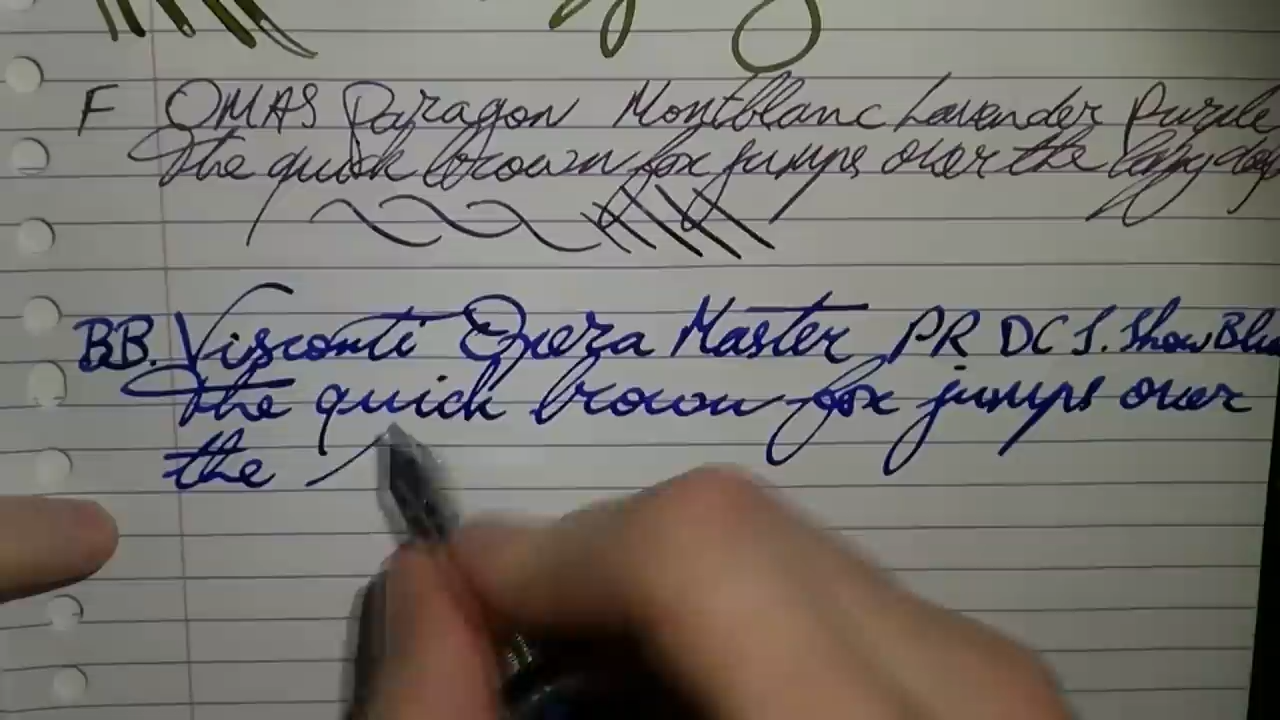 F OMAS Paragon Montblanc Lavender Purple
The quick brown fox jumps over the lazy dog
BB. Visconti Opera Master PR DC S. Show Blue
The quick brown fox jumps over
the